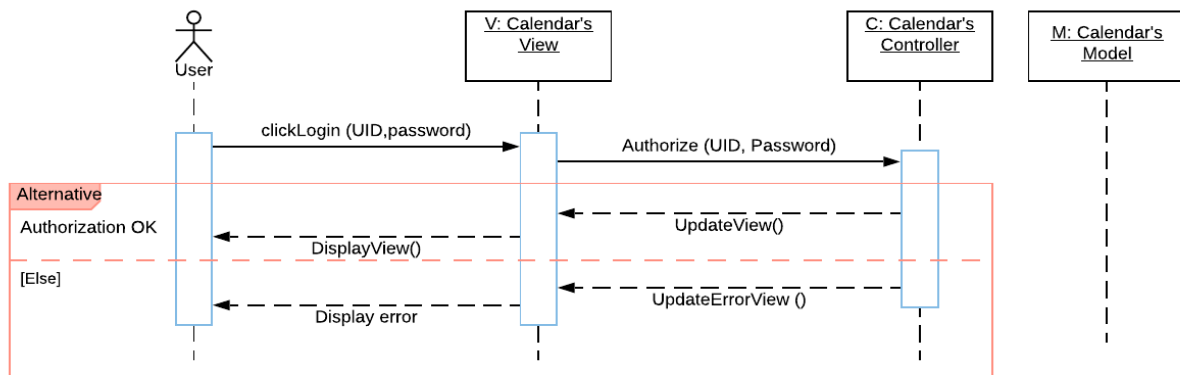 User
V: Calendar's
View
C: Calendar's
Controller
M: Calendar's
Model
clickLogin (UID,password)
Authorize (UID, Password)
Alternative
Authorization OK
UpdateView()
DisplayView()
[Else]
UpdateErrorView ()
Display error